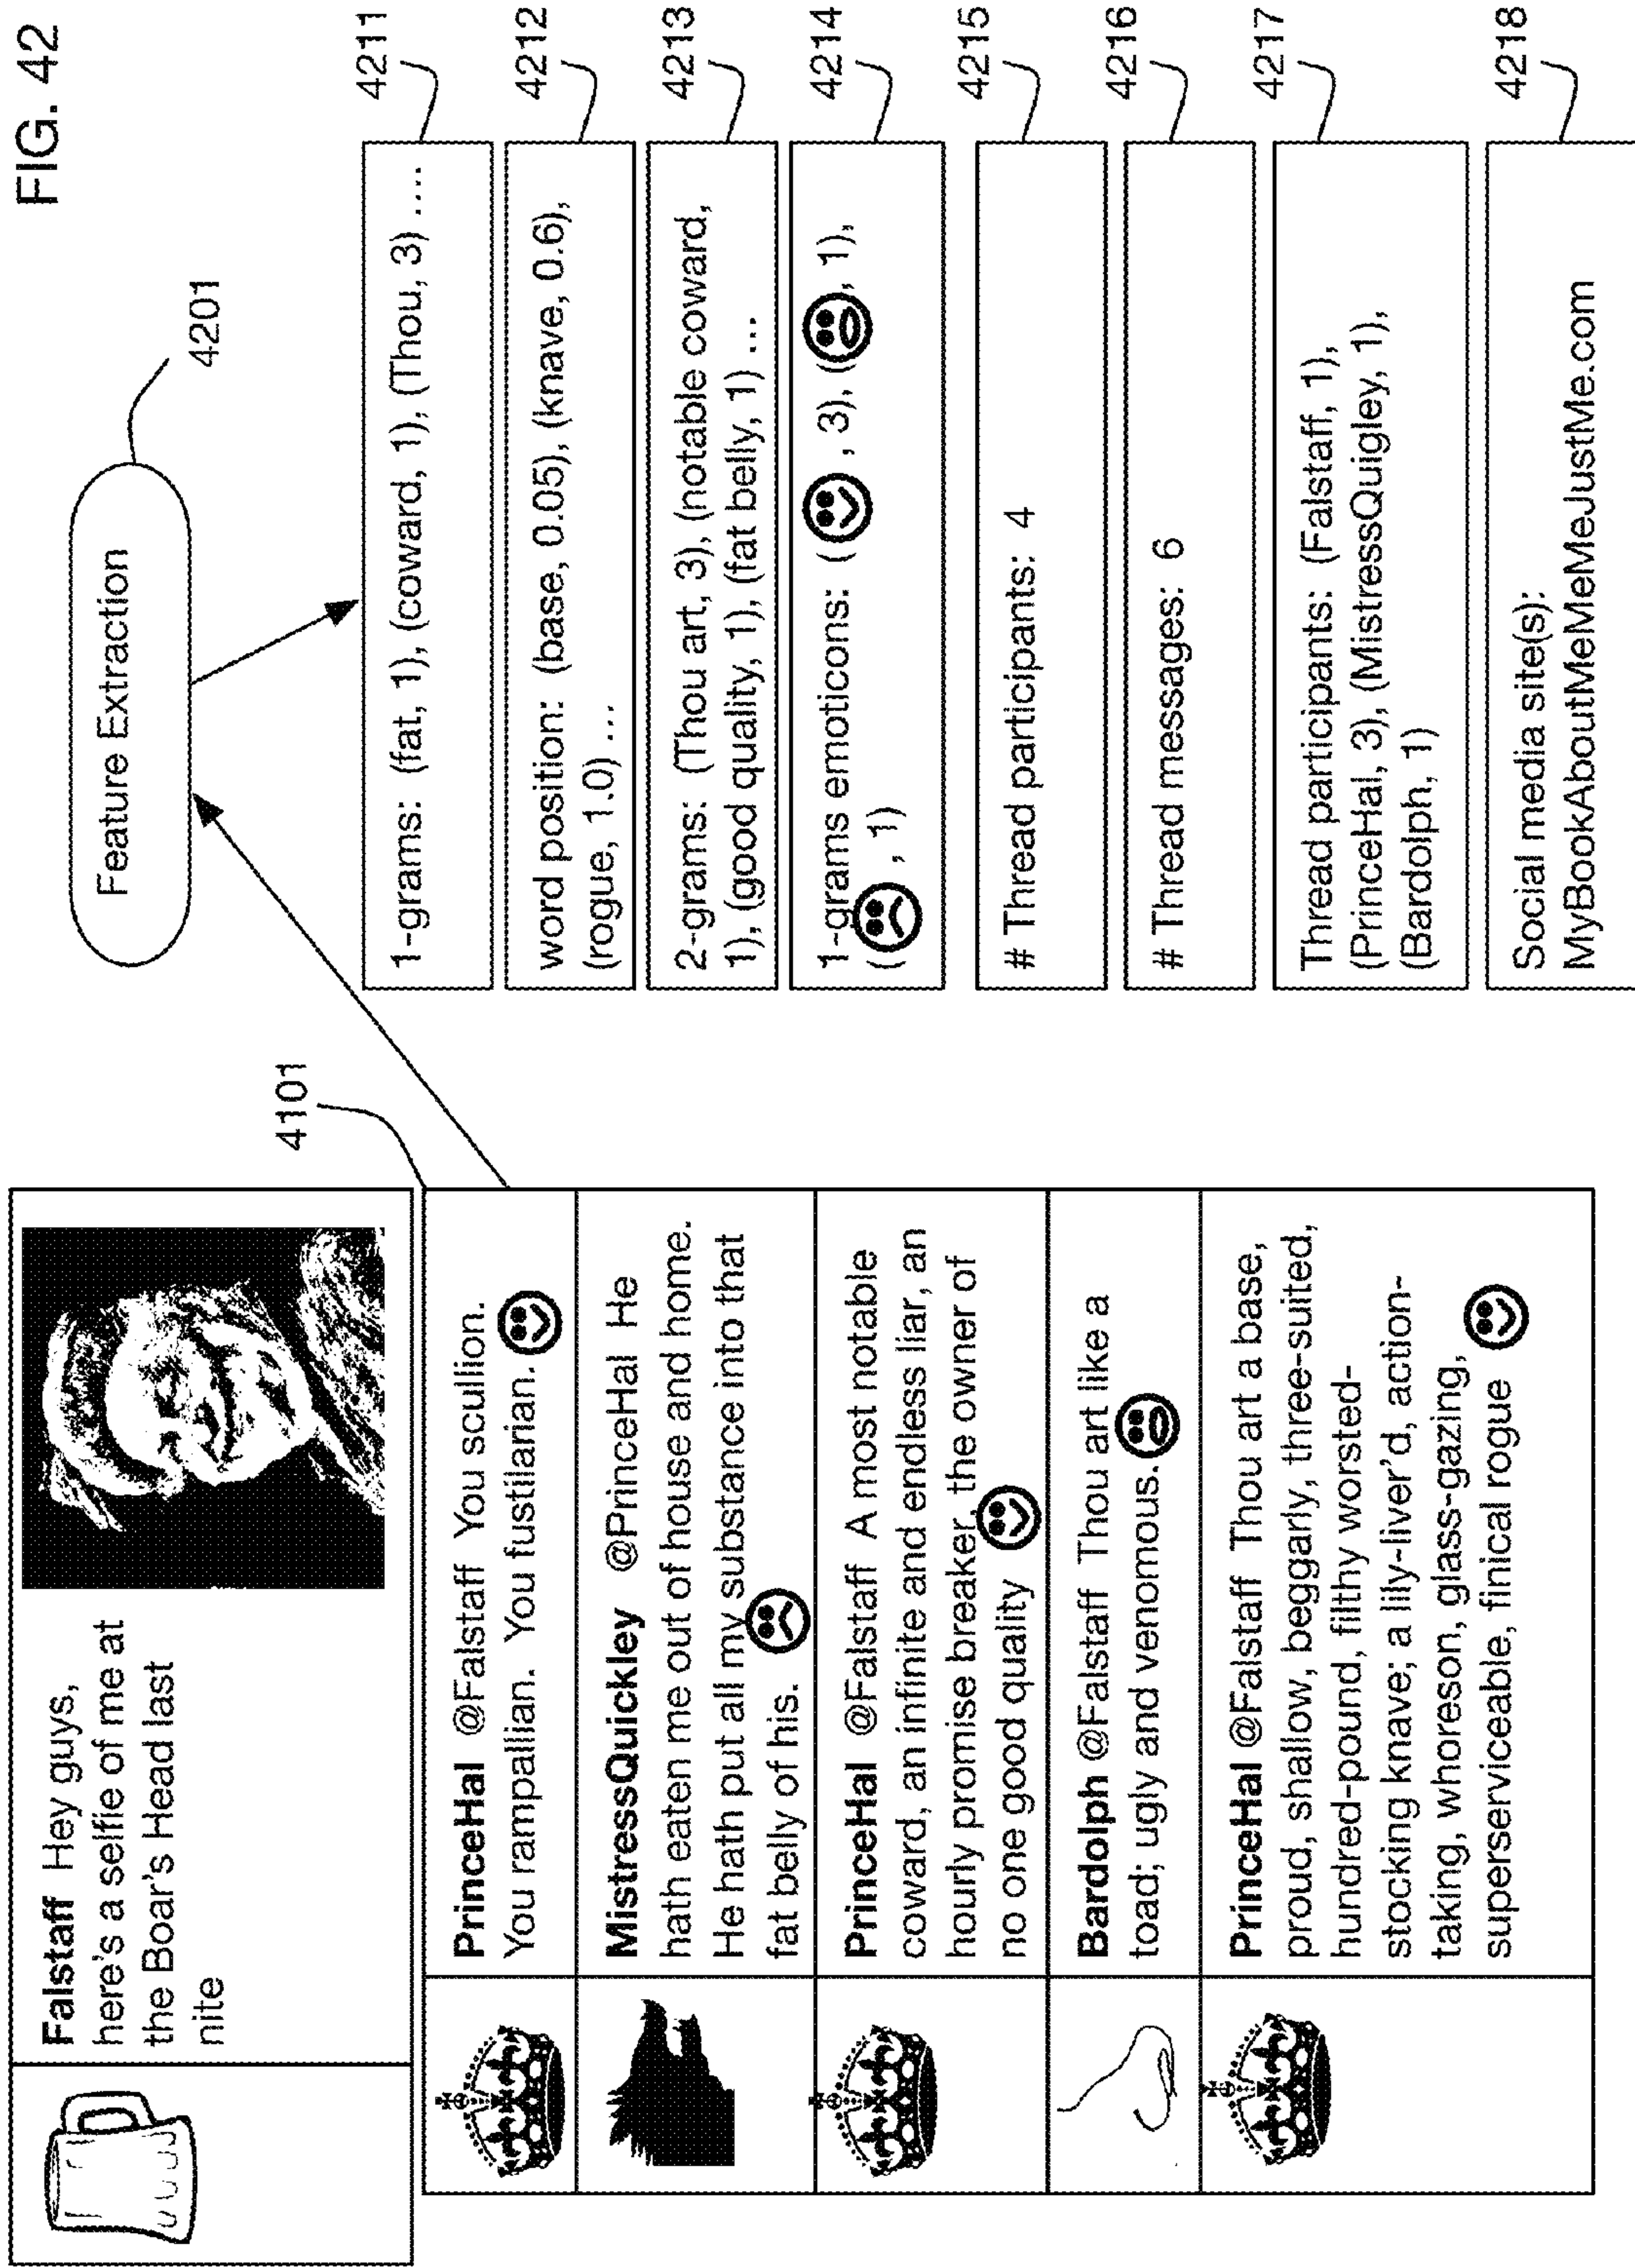 FIG. 42
Falstaff Hey guys,
here's a selfie of me at
the Boar's Head last
nite
4101
PrinceHal @Falstaff You scullion.
You rampallian. You fustilarian.
MistressQuickley @PrinceHal He
hath eaten me out of house and home.
He hath put all my substance into that
fat belly of his.
PrinceHal @Falstaff A most notable
coward, an infinite and endless liar, an
hourly promise breaker, the owner of
no one good quality
Bardolph @Falstaff Thou art like a
toad; ugly and venomous.
PrinceHal @Falstaff Thou art a base,
proud, shallow, beggarly, three-suited,
hundred-pound, filthy worsted-
stocking knave; a lilly-liver'd, action-
taking, whoreson, glass-gazing,
superserviceable, finical rogue
Feature Extraction
4201
1-grams: (fat, 1), (coward, 1), (Thou, 3) ....
4211
word position: (base, 0.05), (knave, 0.6),
(rogue, 1.0) ...
4212
2-grams: (Thou art, 3), (notable coward,
1), (good quality, 1), (fat belly, 1) ...
4213
1-grams emoticons: ( , 3), ( , 1),
( , 1)
4214
# Thread participants: 4
4215
# Thread messages: 6
4216
Thread participants: (Falstaff, 1),
(PrinceHal, 3), (MistressQuigley, 1),
(Bardolph, 1)
4217
Social media site(s):
MyBookAboutMeMeMeJustMe.com
4218